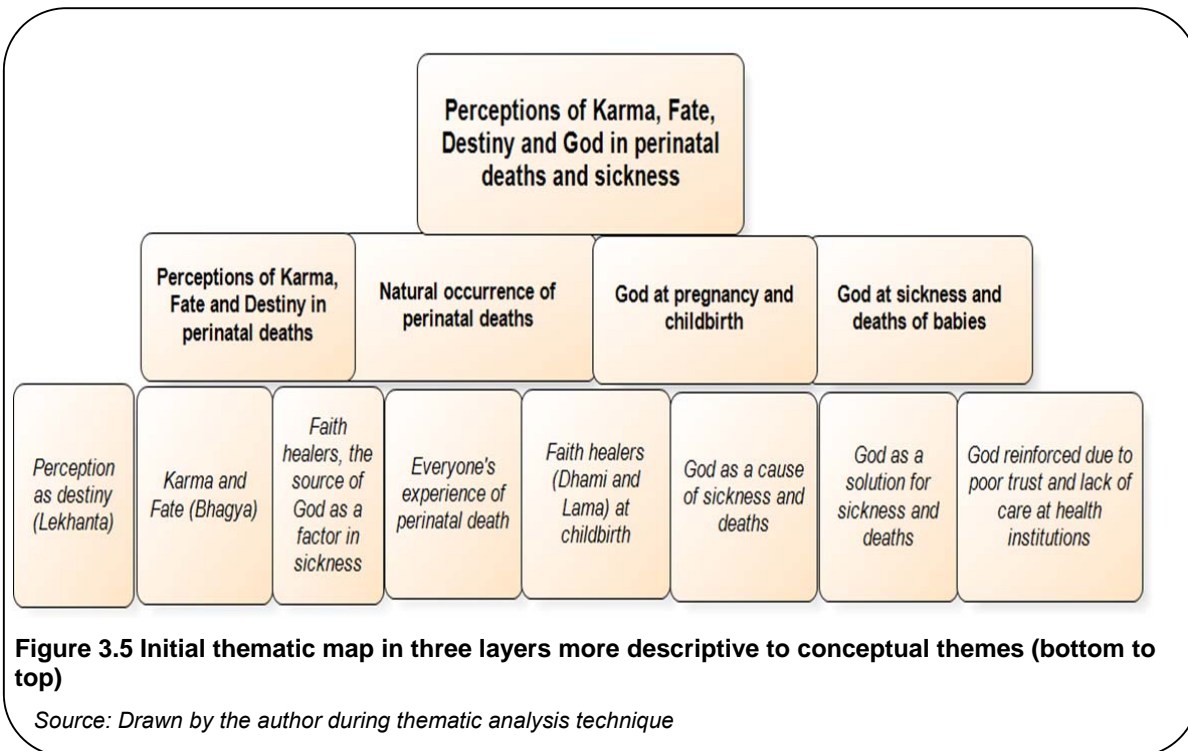 Perceptions of Karma, Fate,
Destiny and God in perinatal
deaths and sickness
Perceptions of Karma,
Fate and Destiny in
perinatal deaths
Natural occurrence of
perinatal deaths
God at pregnancy and
childbirth
God at sickness and
deaths of babies
Perception
as destiny
(Lekhanta)
Karma and
Fate (Bhagya)
Faith
healers, the
source of
God as a
factor in
sickness
Everyone's
experience of
perinatal death
Faith healers
(Dhami and
Lama) at
childbirth
God as a cause
of sickness and
deaths
God as a
solution for
sickness and
deaths
God reinforced due to
poor trust and lack of
care at health
institutions
Figure 3.5 Initial thematic map in three layers more descriptive to conceptual themes (bottom to
top)
Source: Drawn by the author during thematic analysis technique